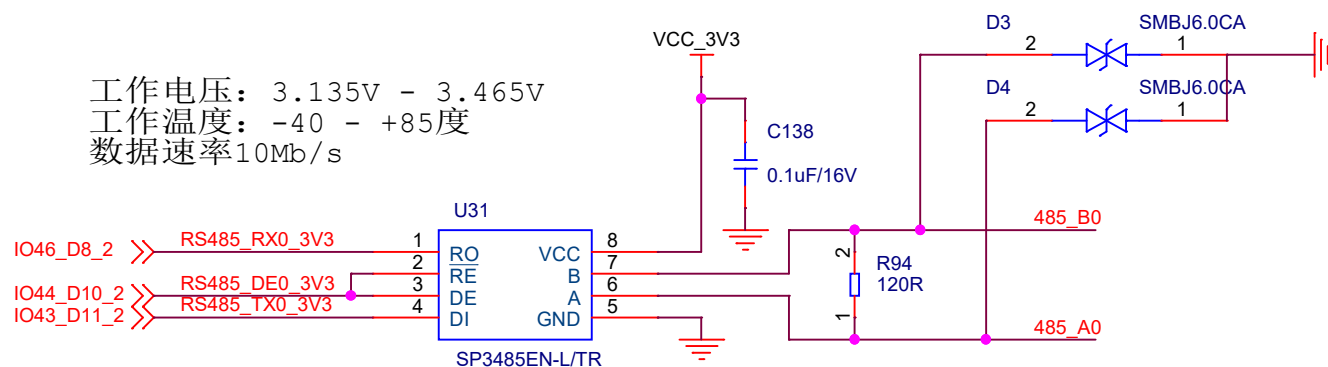 D3
SMBJ6.0CA
2
1
VCC_3V3
工作电压: 3.135V - 3.465V
工作温度: -40 - +85度
数据速率10Mb/s
D4
SMBJ6.0CA
2
1
C138
0.1uF/16V
U31
485_B0
IO46_D8_2
RS485_RX0_3V3
1
RO
VCC
8
2
RE
B
7
IO44_D10_2
RS485_DE0_3V3
3
DE
A
6
IO43_D11_2
RS485_TX0_3V3
4
DI
GND
5
2
R94
120R
1
485_A0
SP3485EN-L/TR